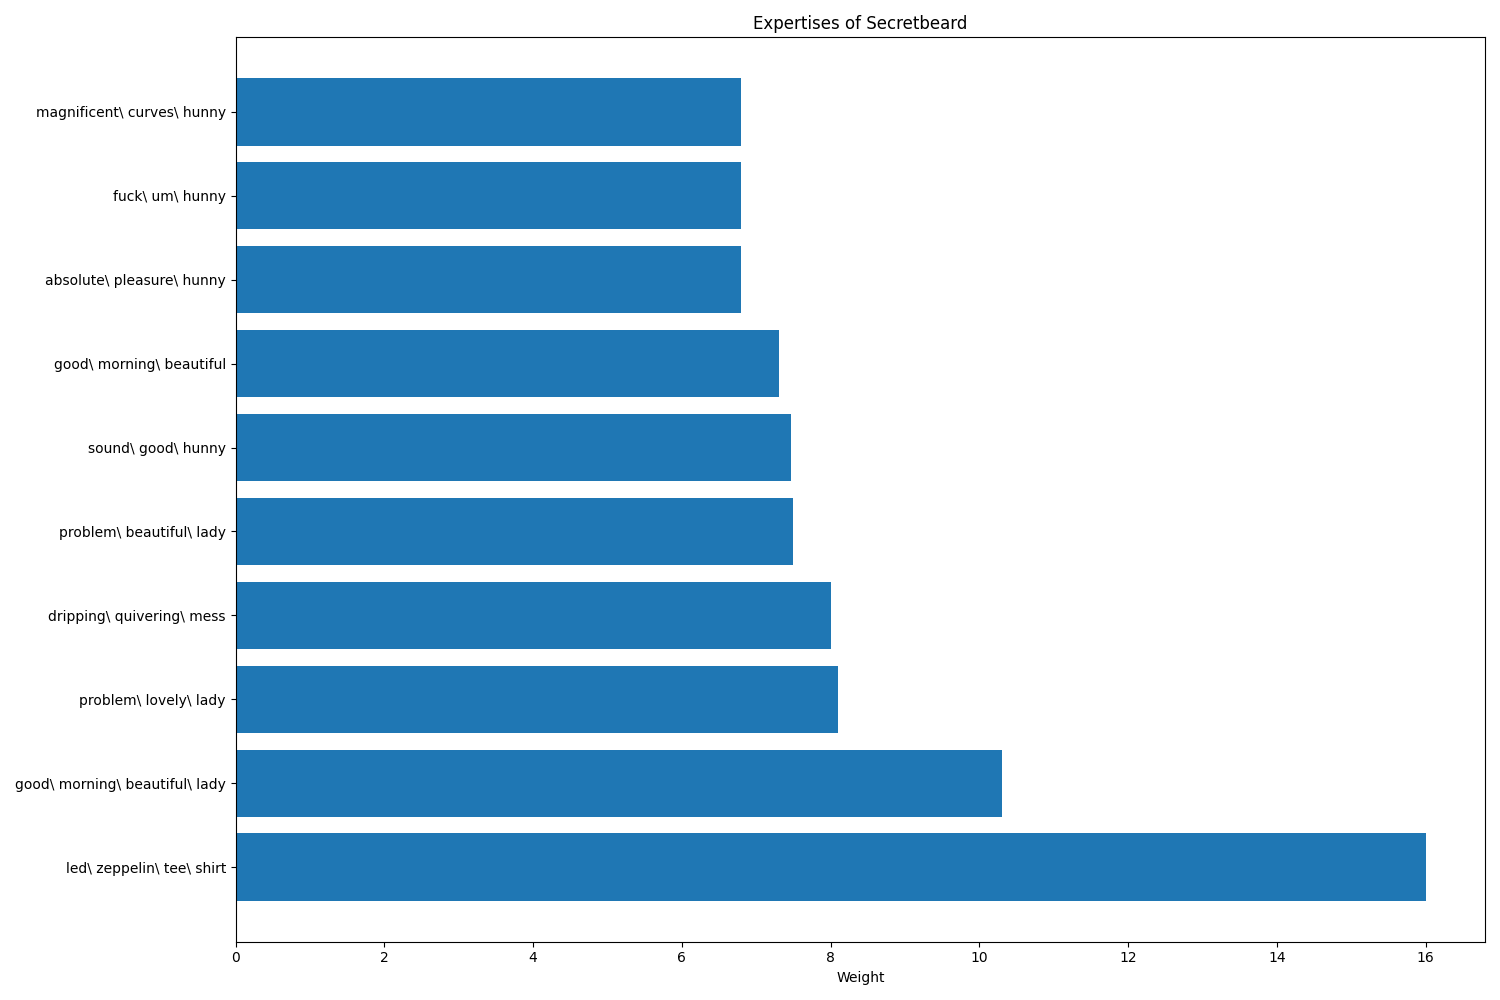 Expertises of Secretbeard
magnificent\ curves\ hunny
fuck\ um\ hunny
absolute\ pleasure\ hunny
good\ morning\ beautiful
sound\ good\ hunny
problem\ beautiful\ lady
dripping\ quivering\ mess
problem\ lovely\ lady
good\ morning\ beautiful\ lady
led\ zeppelin\ tee\ shirt
0 2 4 6 8 10 12 14 16
Weight